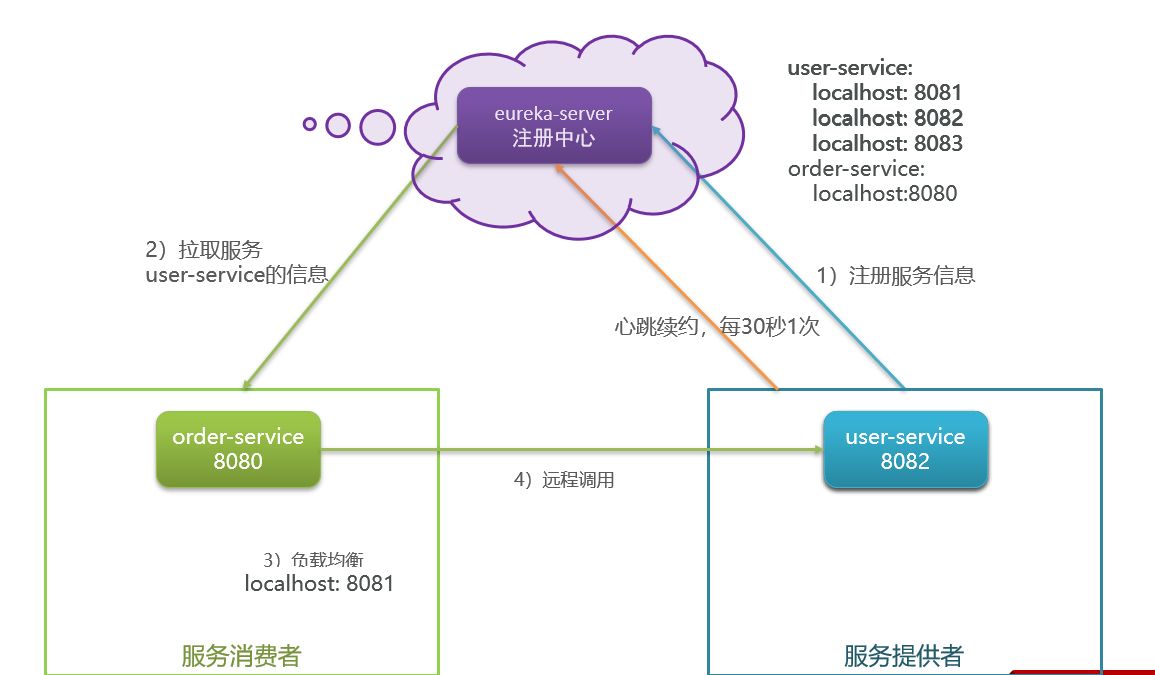 eureka-server
注册中心
user-service:
localhost: 8081
localhost: 8082
localhost: 8083
order-service:
localhost:8080
2）拉取服务
user-service的信息
1）注册服务信息
心跳续约，每30秒1次
order-service
8080
user-service
8082
4）远程调用
3）负载均衡
localhost: 8081
服务消费者
服务提供者